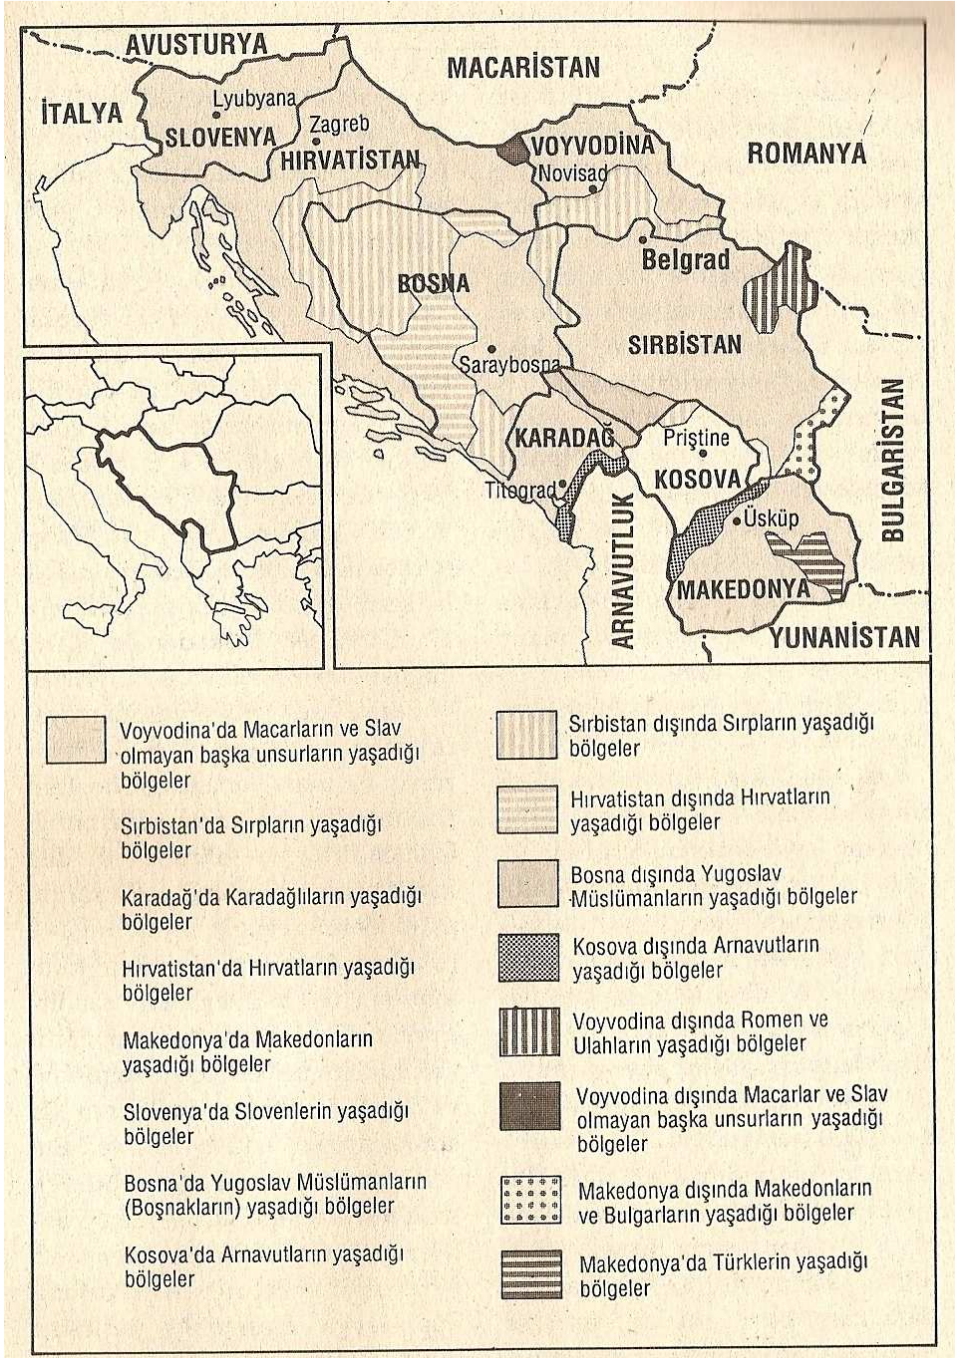 AVUSTURYA
MACARİSTAN
İTALYA
Lyubyana
SLOVENYA
Zagreb
HIRVATİSTAN
VOYVODİNA
Novisad
ROMANYA
Belgrad
BOSNA
SIRBİSTAN
Saraybosna
KARADAĞ
Priştine
KOSOVA
Titograd
Üsküp
BULGARİSTAN
ARNAVUTLUK
MAKEDONYA
YUNANİSTAN
Voyvodina'da Macarların ve Slav
olmayan başka unsurların yaşadığı
bölgeler
Sırbistan'da Sırpların yaşadığı
bölgeler
Karadağ'da Karadağlıların yaşadığı
bölgeler
Hırvatistan'da Hırvatların yaşadığı
bölgeler
Makedonya'da Makedonların
yaşadığı bölgeler
Slovenya'da Slovenlerin yaşadığı
bölgeler
Bosna'da Yugoslav Müslümanların
(Boşnakların) yaşadığı bölgeler
Kosova'da Arnavutların yaşadığı
bölgeler
Sırbistan dışında Sırpların yaşadığı
bölgeler
Hırvatistan dışında Hırvatların
yaşadığı bölgeler
Bosna dışında Yugoslav
Müslümanların yaşadığı bölgeler
Kosova dışında Arnavutların
yaşadığı bölgeler
Voyvodina dışında Romen ve
Ulahların yaşadığı bölgeler
Voyvodina dışında Macarlar ve Slav
olmayan başka unsurların yaşadığı
bölgeler
Makedonya dışında Makedonların
ve Bulgarların yaşadığı bölgeler
Makedonya'da Türklerin yaşadığı
bölgeler